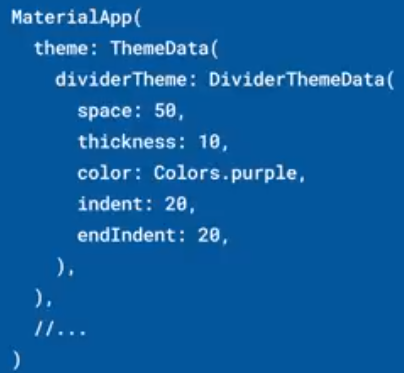 MaterialApp(
  theme: ThemeData(
    dividerTheme: DividerThemeData(
      space: 50,
      thickness: 10,
      color: Colors.purple,
      indent: 20,
      endIndent: 20,
    ),
  ),
  //...
)